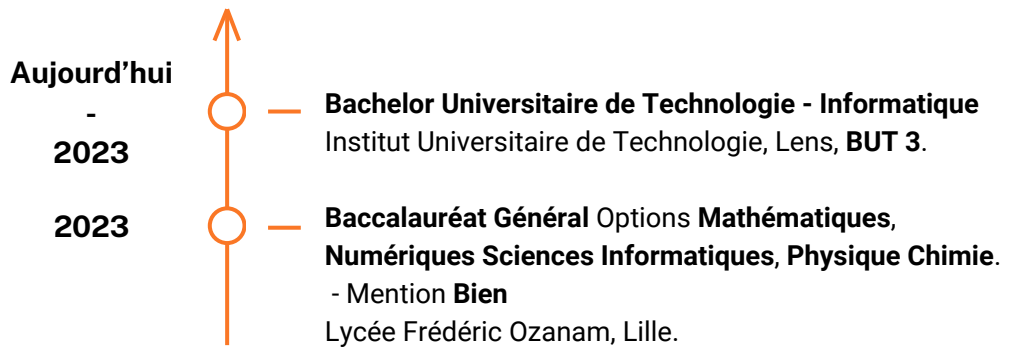 Aujourd'hui
-
2023
Bachelor Universitaire de Technologie - Informatique
Institut Universitaire de Technologie, Lens, BUT 3.
2023
Baccalauréat Général Options Mathématiques,
Numériques Sciences Informatiques, Physique Chimie.
- Mention Bien
Lycée Frédéric Ozanam, Lille.